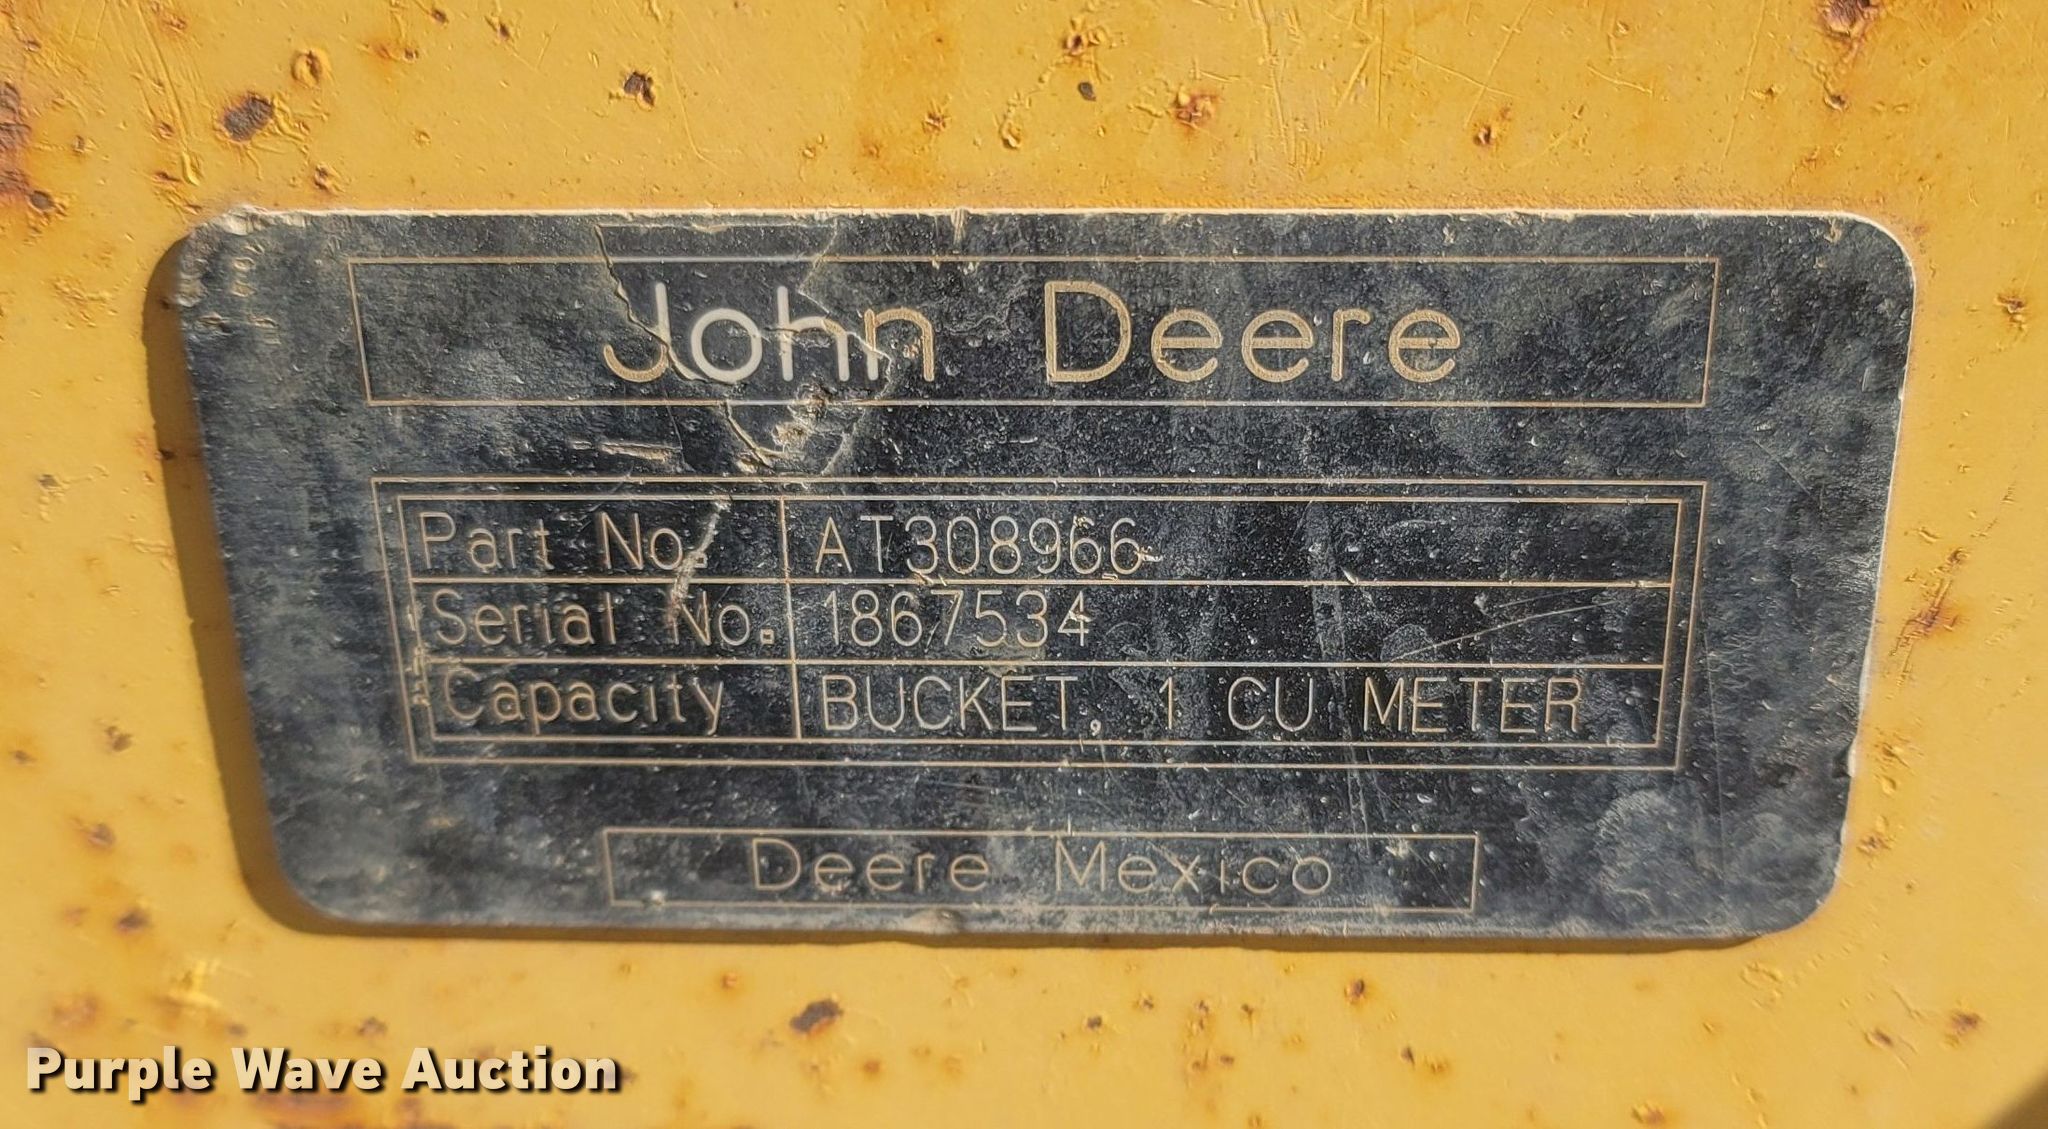 John Deere
Part No. AT308966
Serial No. 1867534
Capacity BUCKET, 1 CU METER
Deere Mexico
Purple Wave Auction